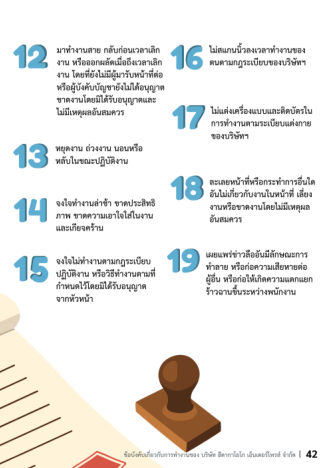 12
มาทำงานสาย กลับก่อนเวลาเลิก
งาน หรือออกผลัดเมื่อถึงเวลาเลิก
งาน โดยที่ยังไม่มีผู้มารับหน้าที่ต่อ
หรือผู้บังคับบัญชายังไม่ได้อนุญาต
ขาดงานโดยมิได้รับอนุญาตและ
ไม่มีเหตุผลอันสมควร
13
หยุดงาน ถ่วงงาน นอนหรือ
หลับในขณะปฏิบัติงาน
14
จงใจทำงานล่าช้า ขาดประสิทธิ
ภาพ ขาดความเอาใจใส่ในงาน
และเกียจคร้าน
15
จงใจไม่ทำงานตามกฎระเบียบ
ปฏิบัติงาน หรือวิธีทำงานตามที่
กำหนดไว้โดยมิได้รับอนุญาต
จากหัวหน้า
16
ไม่สแกนนิ้วลงเวลาทำงานของ
ตนตามกฎระเบียบของบริษัทฯ
17
ไม่แต่งเครื่องแบบและติดบัตรใน
การทำงานตามระเบียบแต่งกาย
ของบริษัทฯ
18
ละเลยหน้าที่หรือกระทำการอื่นใด
อันไม่เกี่ยวกับงานในหน้าที่ เลี่ยง
งานหรือขาดงานโดยไม่มีเหตุผล
อันสมควร
19
เผยแพร่ข่าวลืออันมีลักษณะการ
ทำลาย หรือก่อความเสียหายต่อ
ผู้อื่น หรือก่อให้เกิดความแตกแยก
ร้าวฉานขึ้นระหว่างพนักงาน
ข้อบังคับเกี่ยวกับการทำงานของ บริษัท ฮีดากาโยโก เอ็นเตอร์ไพรส์ จำกัด | 42